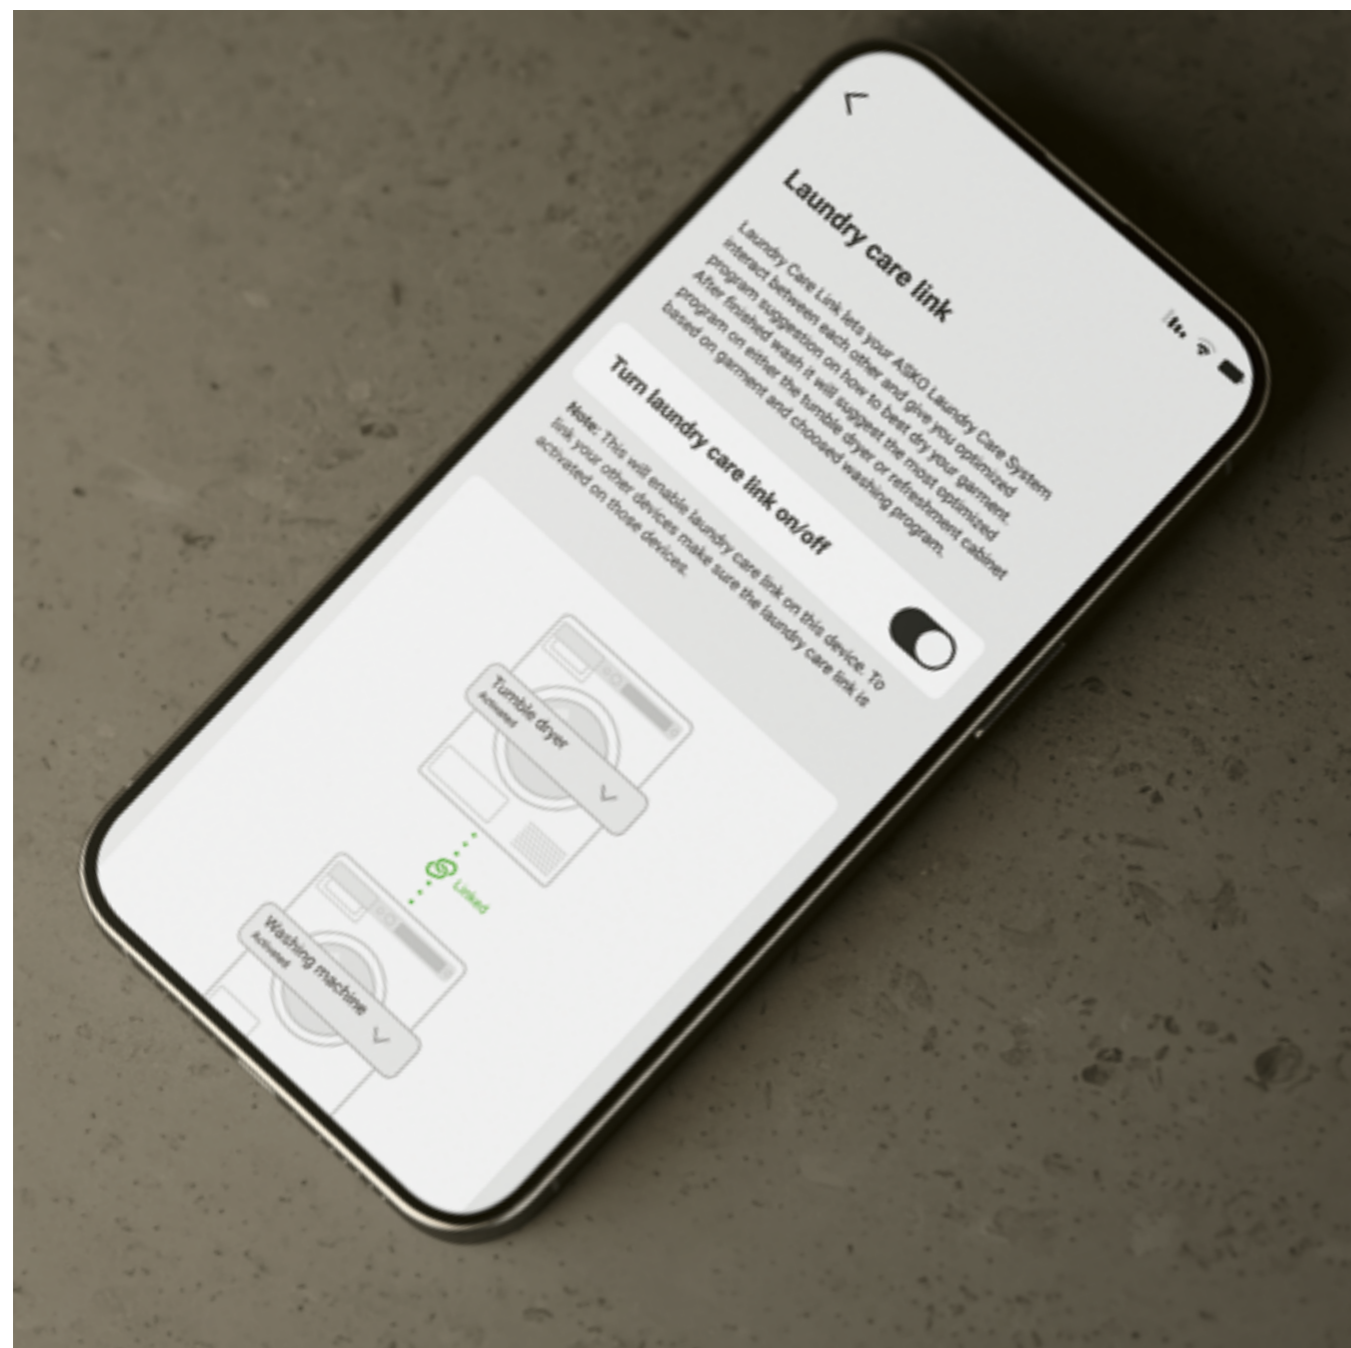 Laundry care link
Laundry Care Link lets your ASKO Laundry Care System
interact between each other and give you optimized
program suggestion on how to best dry your garment.
After finished wash it will suggest the most optimized
program on either the tumble dryer or refreshment cabinet
based on garment and choosed washing program.
Turn laundry care link on/off
Note: This will enable laundry care link on this device. To
link your other devices make sure the laundry care link is
activated on those devices.
Tumble dryer
Activated
Linked
Washing machine
Activated